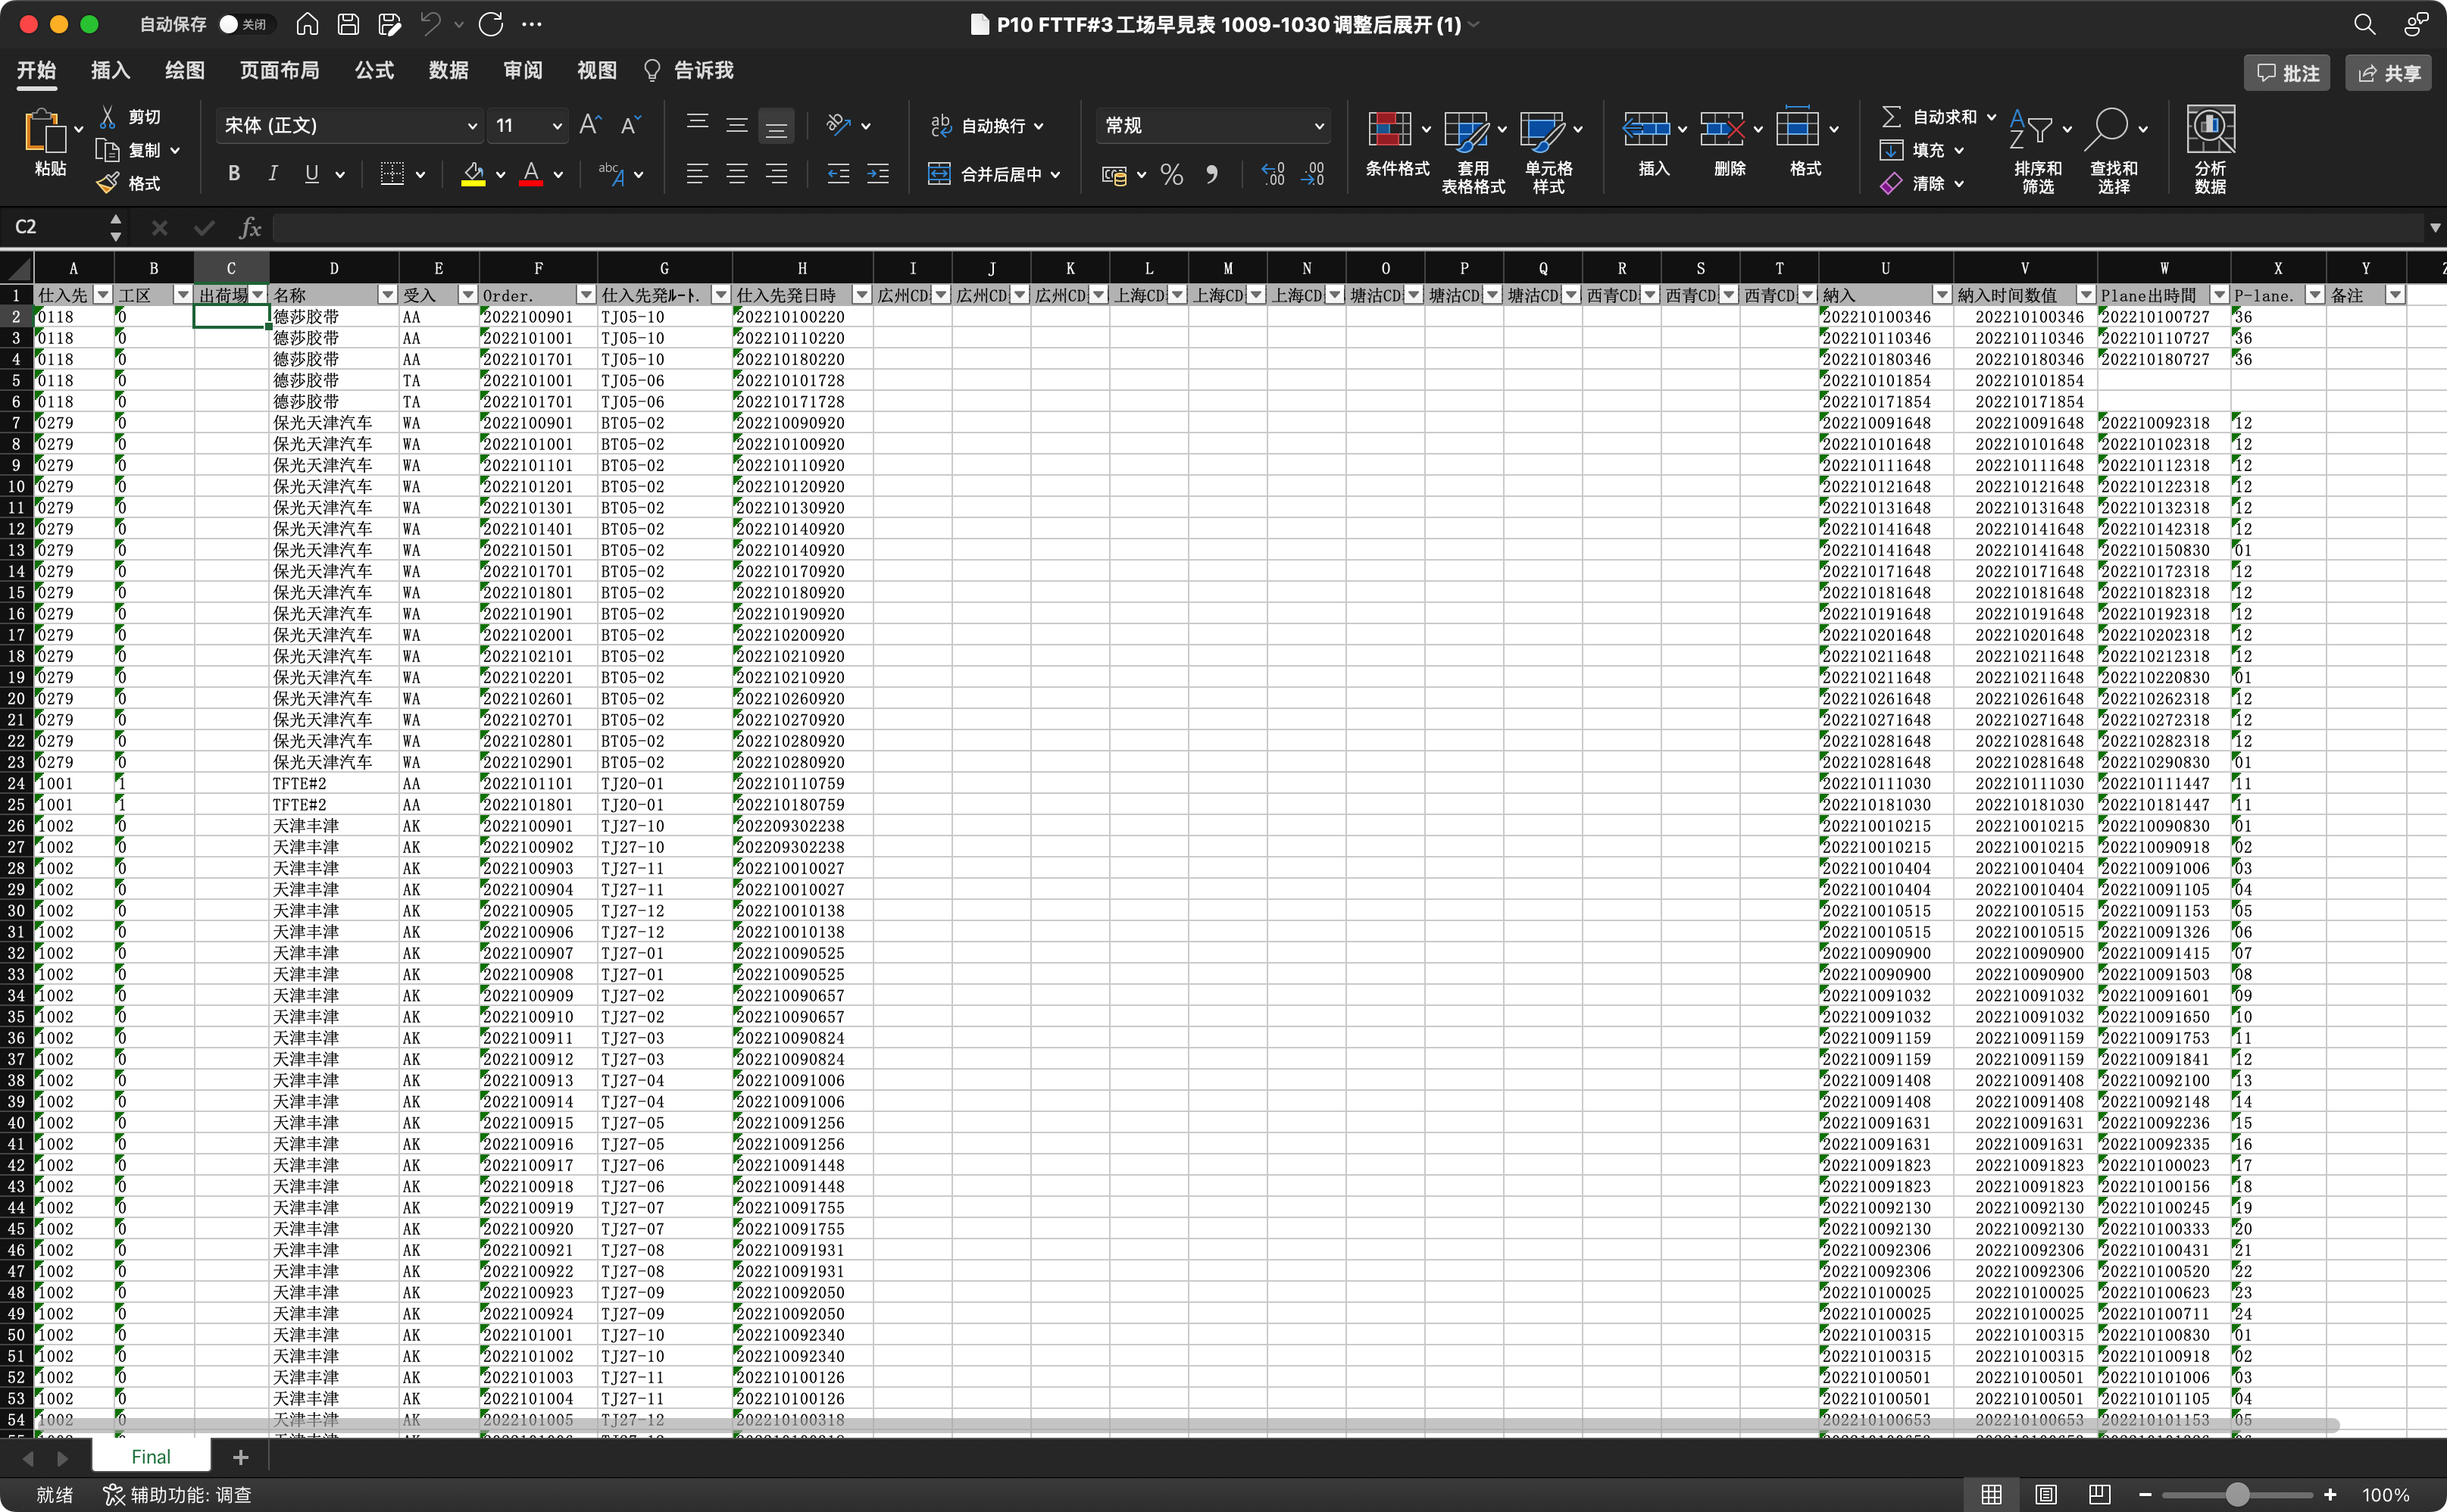 自动保存 关闭 P10 FTTF#3工场早見表 1009-1030调整后展开(1)
开始 插入 绘图 页面布局 公式 数据 审阅 视图 告诉我 批注 共享
粘贴 剪切 复制 格式 宋体 (正文) 11 自动换行 合并后居中 常规 条件格式 套用表格格式 单元格样式 插入 删除 格式 自动求和 填充 清除 排序和筛选 查找和选择 分析数据
C2 fx
A B C D E F G H I J K L M N O P Q R S T U V W X Y
1 仕入先 工区 出荷場 名称 受入 Order. 仕入先発ﾙｰﾄ. 仕入先発日時 広州CD 広州CD 広州CD 上海CD 上海CD 上海CD 塘沽CD 塘沽CD 塘沽CD 西青CD 西青CD 西青CD 納入 納入时间数值 Plane出時間 P-lane. 备注
2 0118 0 德莎胶带 AA 2022100901 TJ05-10 202210100220 202210100346 202210100346 202210100727 36
3 0118 0 德莎胶带 AA 2022101001 TJ05-10 202210110220 202210110346 202210110346 202210110727 36
4 0118 0 德莎胶带 AA 2022101701 TJ05-10 202210180220 202210180346 202210180346 202210180727 36
5 0118 0 德莎胶带 TA 2022101001 TJ05-06 202210101728 202210101854 202210101854
6 0118 0 德莎胶带 TA 2022101701 TJ05-06 202210171728 202210171854 202210171854
7 0279 0 保光天津汽车 WA 2022100901 BT05-02 202210090920 202210091648 202210091648 202210092318 12
8 0279 0 保光天津汽车 WA 2022101001 BT05-02 202210100920 202210101648 202210101648 202210102318 12
9 0279 0 保光天津汽车 WA 2022101101 BT05-02 202210110920 202210111648 202210111648 202210112318 12
10 0279 0 保光天津汽车 WA 2022101201 BT05-02 202210120920 202210121648 202210121648 202210122318 12
11 0279 0 保光天津汽车 WA 2022101301 BT05-02 202210130920 202210131648 202210131648 202210132318 12
12 0279 0 保光天津汽车 WA 2022101401 BT05-02 202210140920 202210141648 202210141648 202210142318 12
13 0279 0 保光天津汽车 WA 2022101501 BT05-02 202210140920 202210141648 202210141648 202210150830 01
14 0279 0 保光天津汽车 WA 2022101701 BT05-02 202210170920 202210171648 202210171648 202210172318 12
15 0279 0 保光天津汽车 WA 2022101801 BT05-02 202210180920 202210181648 202210181648 202210182318 12
16 0279 0 保光天津汽车 WA 2022101901 BT05-02 202210190920 202210191648 202210191648 202210192318 12
17 0279 0 保光天津汽车 WA 2022102001 BT05-02 202210200920 202210201648 202210201648 202210202318 12
18 0279 0 保光天津汽车 WA 2022102101 BT05-02 202210210920 202210211648 202210211648 202210212318 12
19 0279 0 保光天津汽车 WA 2022102201 BT05-02 202210210920 202210211648 202210211648 202210220830 01
20 0279 0 保光天津汽车 WA 2022102601 BT05-02 202210260920 202210261648 202210261648 202210262318 12
21 0279 0 保光天津汽车 WA 2022102701 BT05-02 202210270920 202210271648 202210271648 202210272318 12
22 0279 0 保光天津汽车 WA 2022102801 BT05-02 202210280920 202210281648 202210281648 202210282318 12
23 0279 0 保光天津汽车 WA 2022102901 BT05-02 202210280920 202210281648 202210281648 202210290830 01
24 1001 1 TFTE#2 AA 2022101101 TJ20-01 202210110759 202210111030 202210111030 202210111447 11
25 1001 1 TFTE#2 AA 2022101801 TJ20-01 202210180759 202210181030 202210181030 202210181447 11
26 1002 0 天津丰津 AK 2022100901 TJ27-10 202209302238 202210010215 202210010215 202210090830 01
27 1002 0 天津丰津 AK 2022100902 TJ27-10 202209302238 202210010215 202210010215 202210090918 02
28 1002 0 天津丰津 AK 2022100903 TJ27-11 202210010027 202210010404 202210010404 202210091006 03
29 1002 0 天津丰津 AK 2022100904 TJ27-11 202210010027 202210010404 202210010404 202210091105 04
30 1002 0 天津丰津 AK 2022100905 TJ27-12 202210010138 202210010515 202210010515 202210091153 05
31 1002 0 天津丰津 AK 2022100906 TJ27-12 202210010138 202210010515 202210010515 202210091326 06
32 1002 0 天津丰津 AK 2022100907 TJ27-01 202210090525 202210090900 202210090900 202210091415 07
33 1002 0 天津丰津 AK 2022100908 TJ27-01 202210090525 202210090900 202210090900 202210091503 08
34 1002 0 天津丰津 AK 2022100909 TJ27-02 202210090657 202210091032 202210091032 202210091601 09
35 1002 0 天津丰津 AK 2022100910 TJ27-02 202210090657 202210091032 202210091032 202210091650 10
36 1002 0 天津丰津 AK 2022100911 TJ27-03 202210090824 202210091159 202210091159 202210091753 11
37 1002 0 天津丰津 AK 2022100912 TJ27-03 202210090824 202210091159 202210091159 202210091841 12
38 1002 0 天津丰津 AK 2022100913 TJ27-04 202210091006 202210091408 202210091408 202210092100 13
39 1002 0 天津丰津 AK 2022100914 TJ27-04 202210091006 202210091408 202210091408 202210092148 14
40 1002 0 天津丰津 AK 2022100915 TJ27-05 202210091256 202210091631 202210091631 202210092236 15
41 1002 0 天津丰津 AK 2022100916 TJ27-05 202210091256 202210091631 202210091631 202210092335 16
42 1002 0 天津丰津 AK 2022100917 TJ27-06 202210091448 202210091823 202210091823 202210100023 17
43 1002 0 天津丰津 AK 2022100918 TJ27-06 202210091448 202210091823 202210091823 202210100156 18
44 1002 0 天津丰津 AK 2022100919 TJ27-07 202210091755 202210092130 202210092130 202210100245 19
45 1002 0 天津丰津 AK 2022100920 TJ27-07 202210091755 202210092130 202210092130 202210100333 20
46 1002 0 天津丰津 AK 2022100921 TJ27-08 202210091931 202210092306 202210092306 202210100431 21
47 1002 0 天津丰津 AK 2022100922 TJ27-08 202210091931 202210092306 202210092306 202210100520 22
48 1002 0 天津丰津 AK 2022100923 TJ27-09 202210092050 202210100025 202210100025 202210100623 23
49 1002 0 天津丰津 AK 2022100924 TJ27-09 202210092050 202210100025 202210100025 202210100711 24
50 1002 0 天津丰津 AK 2022101001 TJ27-10 202210092340 202210100315 202210100315 202210100830 01
51 1002 0 天津丰津 AK 2022101002 TJ27-10 202210092340 202210100315 202210100315 202210100918 02
52 1002 0 天津丰津 AK 2022101003 TJ27-11 202210100126 202210100501 202210100501 202210101006 03
53 1002 0 天津丰津 AK 2022101004 TJ27-11 202210100126 202210100501 202210100501 202210101105 04
54 1002 0 天津丰津 AK 2022101005 TJ27-12 202210100318 202210100653 202210100653 202210101153 05
Final
就绪 辅助功能: 调查 100%